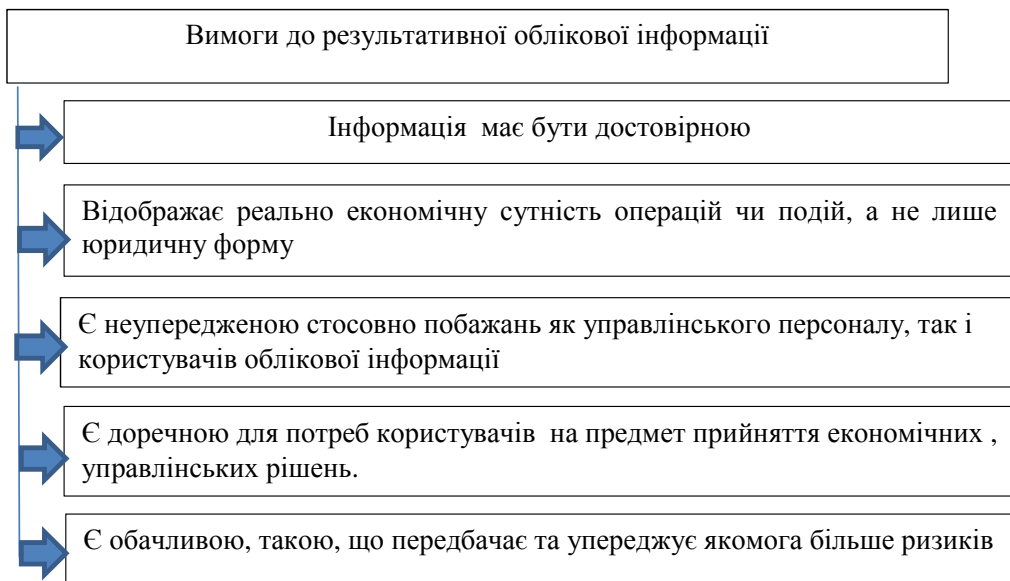 Вимоги до результативної облікової інформації
Інформація має бути достовірною
Відображає реально економічну сутність операцій чи подій, а не лише
юридичну форму
Є неупередженою стосовно побажань як управлінського персоналу, так і
користувачів облікової інформації
Є доречною для потреб користувачів на предмет прийняття економічних ,
управлінських рішень.
Є обачливою, такою, що передбачає та упереджує якомога більше ризиків